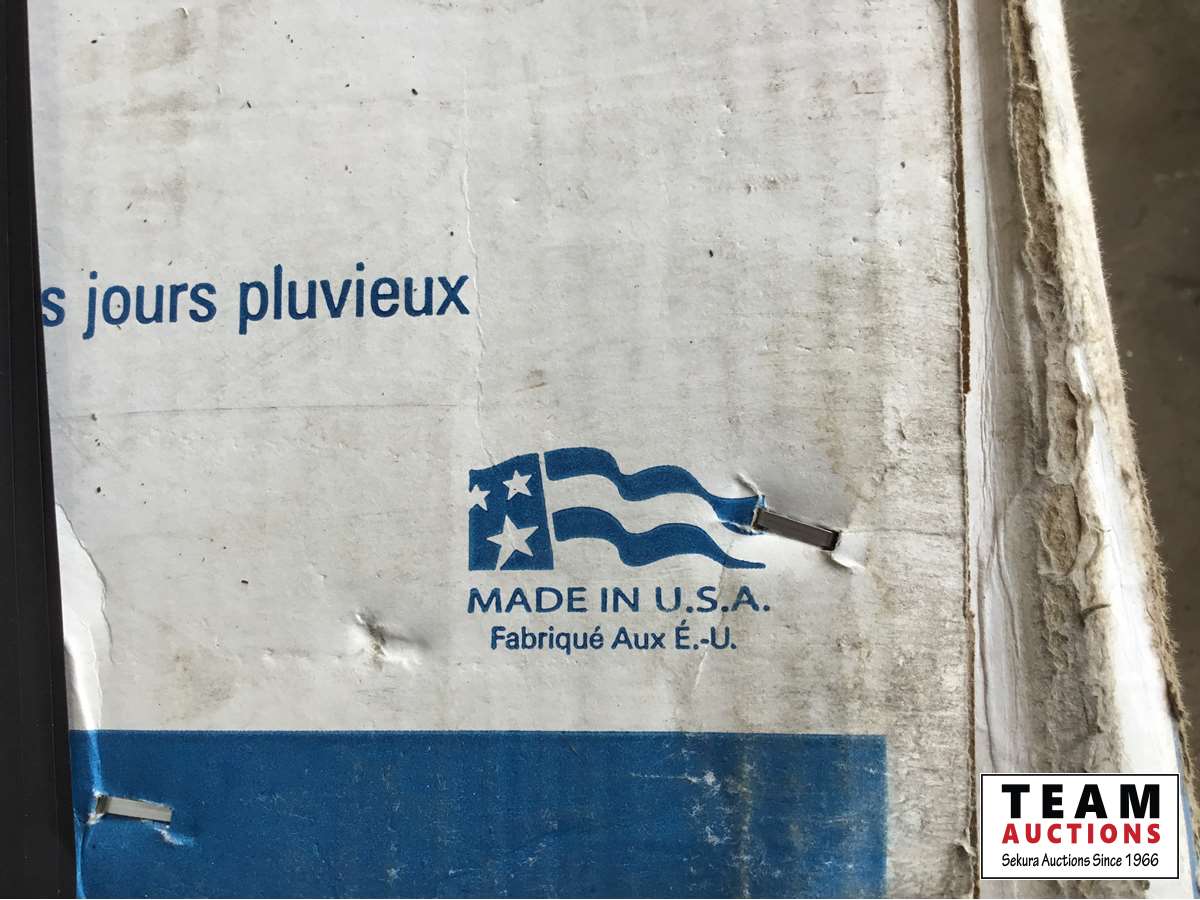 s jours pluvieux
MADE IN U.S.A.
Fabriqué Aux É.-U.
TEAM
AUCTIONS
Sekura Auctions Since 1966